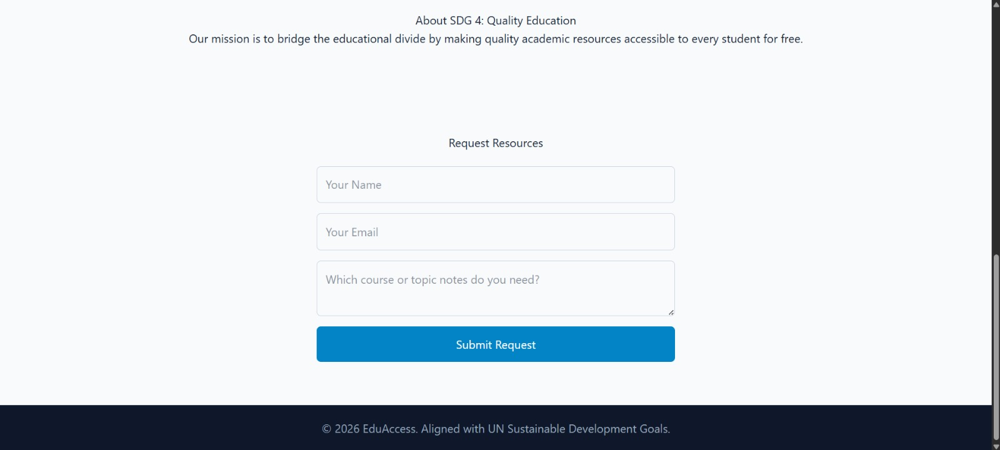 About SDG 4: Quality Education
Our mission is to bridge the educational divide by making quality academic resources accessible to every student for free.
Request Resources
Your Name
Your Email
Which course or topic notes do you need?
Submit Request
© 2026 EduAccess. Aligned with UN Sustainable Development Goals.